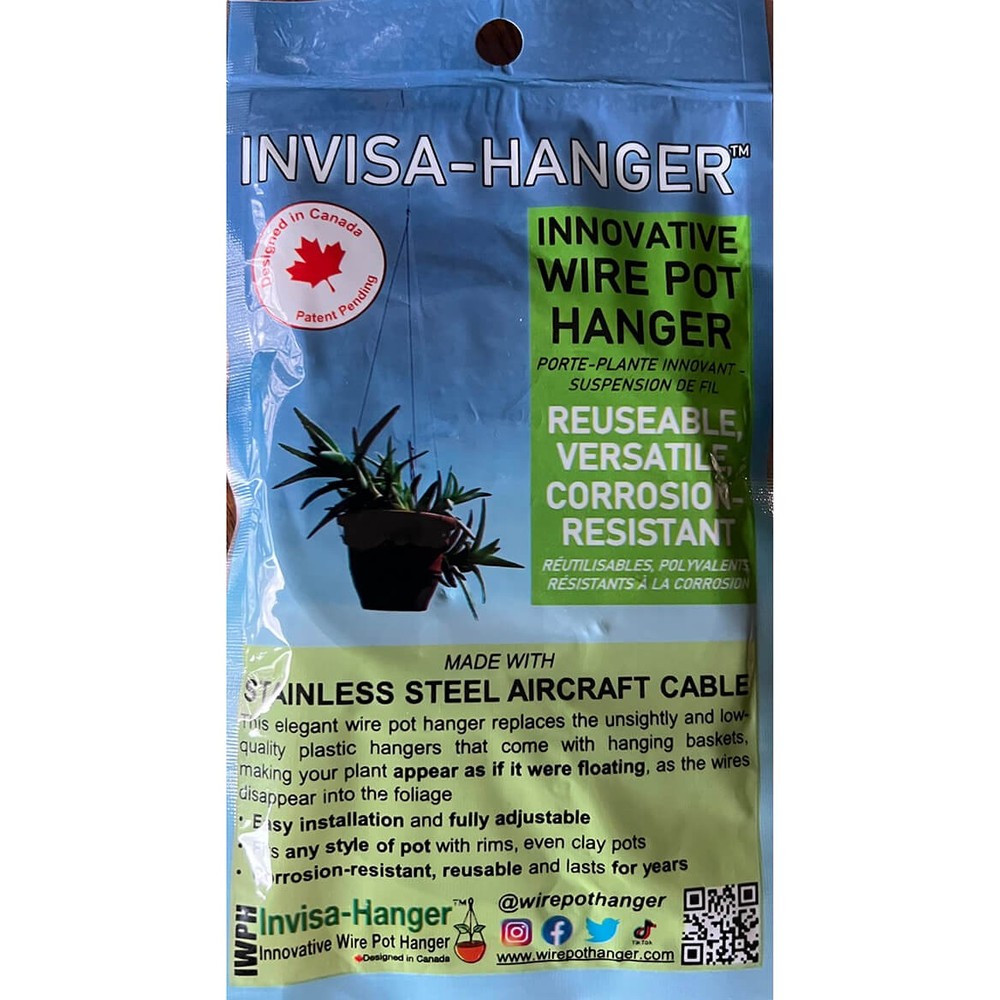 INVISA-HANGER™
Designed in Canada
Patent Pending
INNOVATIVE
WIRE POT
HANGER
PORTE-PLANTE INNOVANT -
SUSPENSION DE FIL
REUSEABLE,
VERSATILE,
CORROSION-
RESISTANT
RÉUTILISABLES, POLYVALENTS,
RÉSISTANTS À LA CORROSION
MADE WITH
STAINLESS STEEL AIRCRAFT CABLE
This elegant wire pot hanger replaces the unsightly and low-
quality plastic hangers that come with hanging baskets,
making your plant appear as if it were floating, as the wires
disappear into the foliage
• Easy installation and fully adjustable
• Fits any style of pot with rims, even clay pots
• Corrosion-resistant, reusable and lasts for years
IWPH
Invisa-Hanger™
Innovative Wire Pot Hanger
Designed in Canada
@wirepothanger
TikTok
www.wirepothanger.com